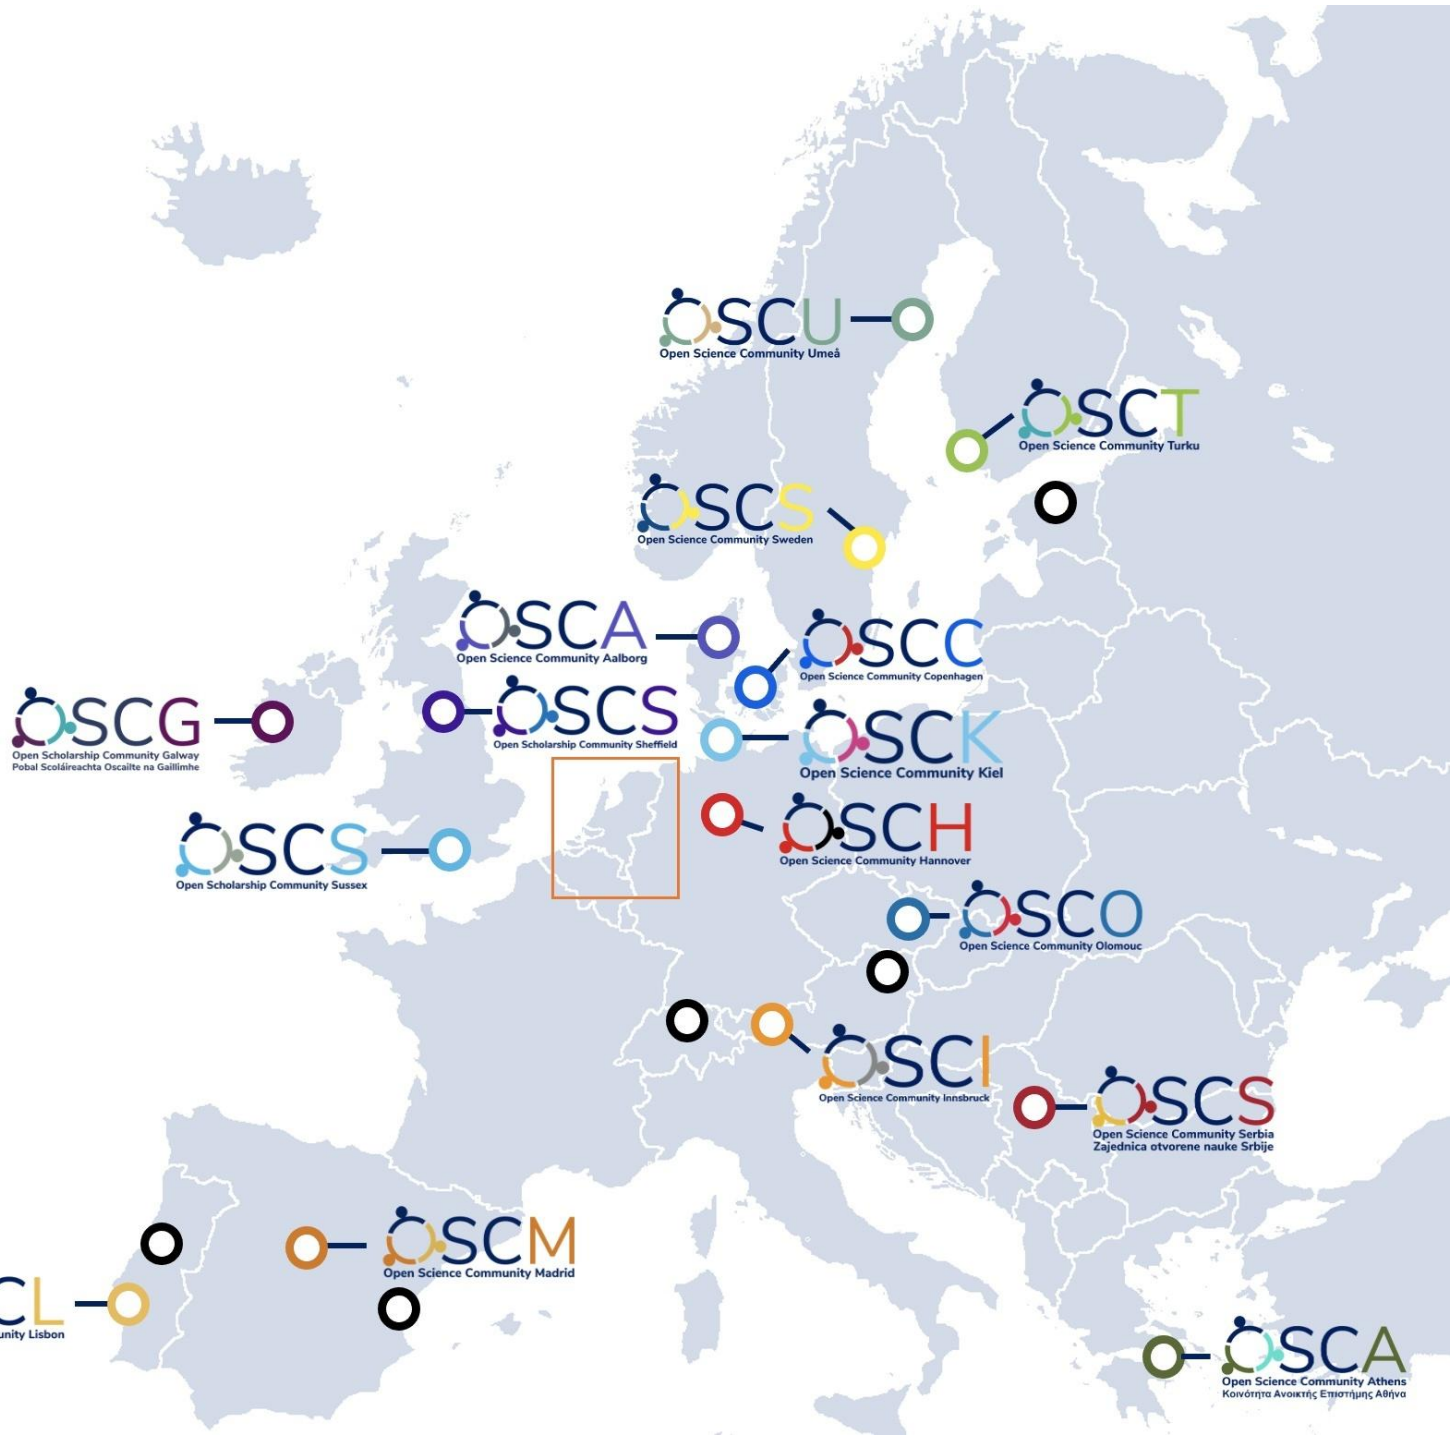 OSCU
Open Science Community Umeå
OSCT
Open Science Community Turku
OSCS
Open Science Community Sweden
OSCA
Open Science Community Aalborg
OSCC
Open Science Community Copenhagen
OSCG
Open Scholarship Community Galway
Pobal Scoláireachta Oscailte na Gaillimhe
OSCS
Open Scholarship Community Sheffield
OSCK
Open Science Community Kiel
OSCH
Open Science Community Hannover
OSCS
Open Scholarship Community Sussex
OSCO
Open Science Community Olomouc
OSCI
Open Science Community Innsbruck
OSCS
Open Science Community Serbia
Zajednica otvorene nauke Srbije
OSCM
Open Science Community Madrid
CL
unity Lisbon
OSCA
Open Science Community Athens
Κοινότητα Ανοικτής Επιστήμης Αθήνα